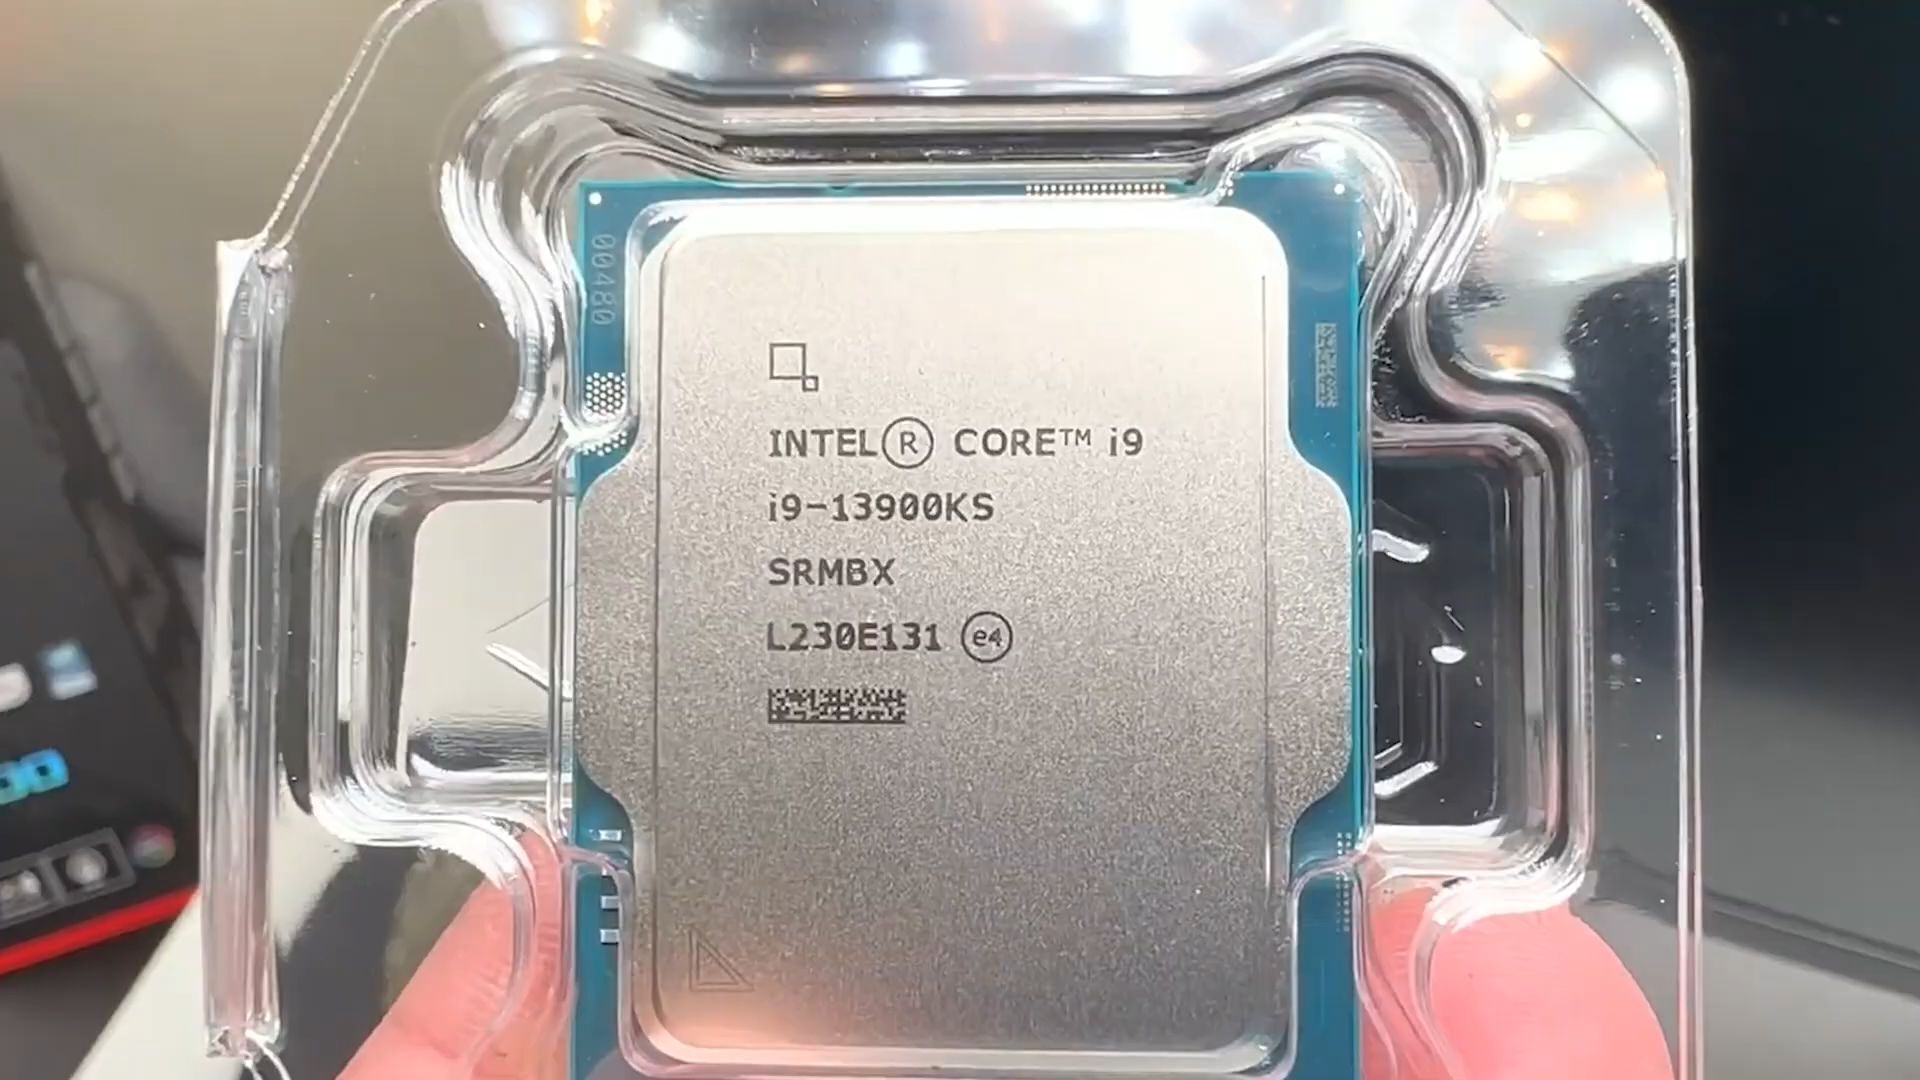 00480
INTEL® CORE™ i9
i9-13900KS
SRMBX
L230E131 e4